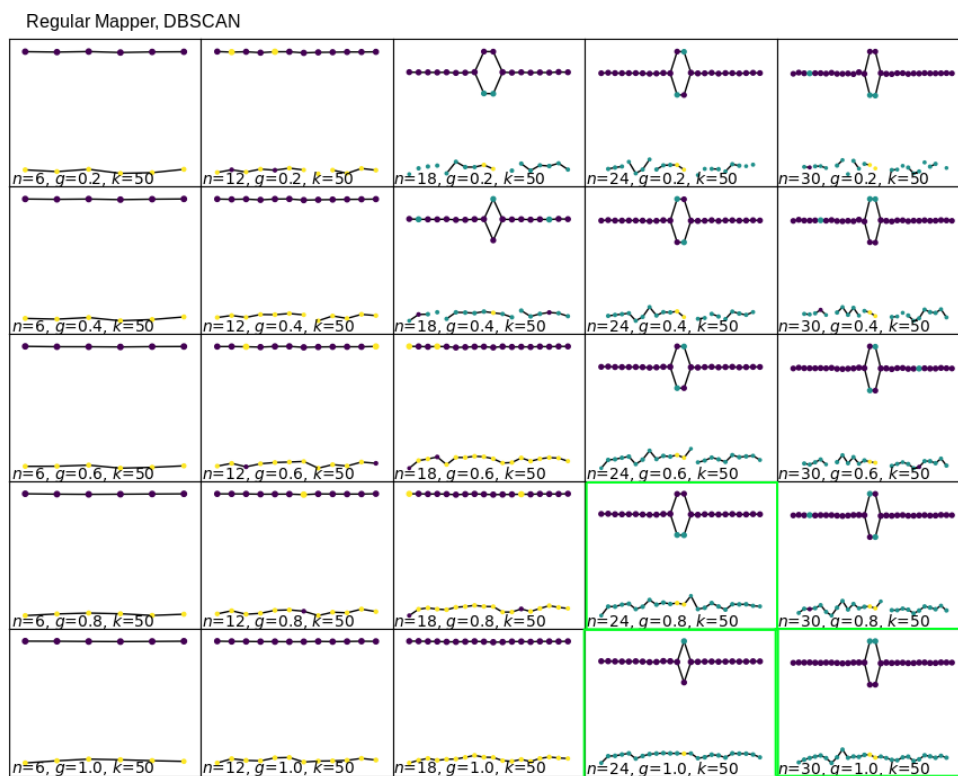 Regular Mapper, DBSCAN
n=6, g=0.2, k=50 n=12, g=0.2, k=50 n=18, g=0.2, k=50 n=24, g=0.2, k=50 n=30, g=0.2, k=50
n=6, g=0.4, k=50 n=12, g=0.4, k=50 n=18, g=0.4, k=50 n=24, g=0.4, k=50 n=30, g=0.4, k=50
n=6, g=0.6, k=50 n=12, g=0.6, k=50 n=18, g=0.6, k=50 n=24, g=0.6, k=50 n=30, g=0.6, k=50
n=6, g=0.8, k=50 n=12, g=0.8, k=50 n=18, g=0.8, k=50 n=24, g=0.8, k=50 n=30, g=0.8, k=50
n=6, g=1.0, k=50 n=12, g=1.0, k=50 n=18, g=1.0, k=50 n=24, g=1.0, k=50 n=30, g=1.0, k=50